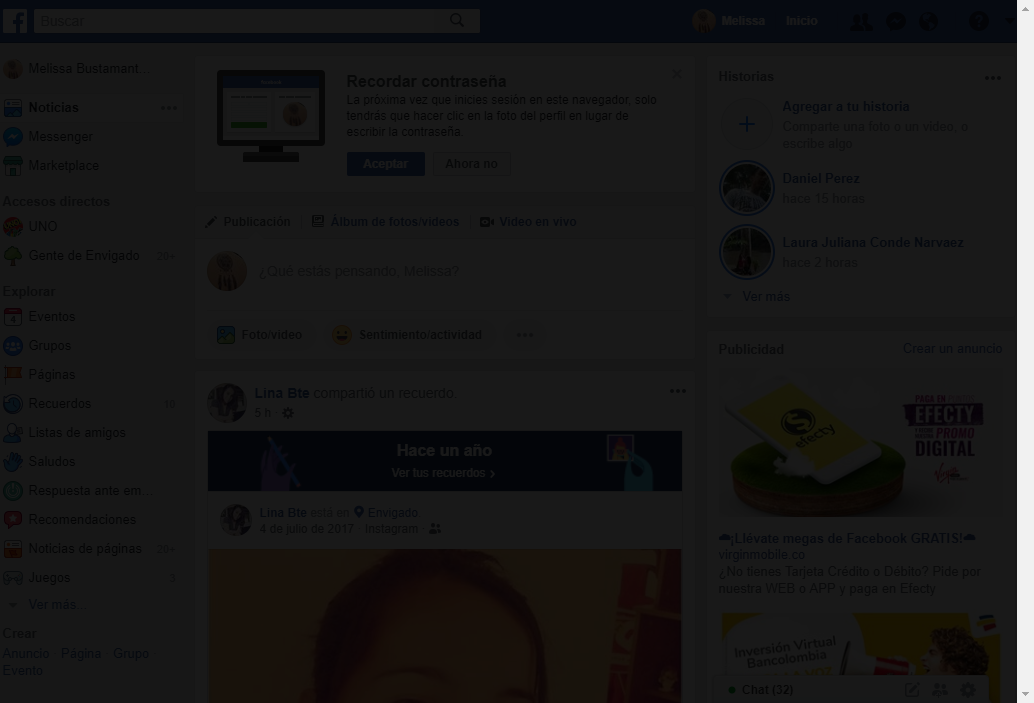 Buscar
Melissa
Inicio
Melissa Bustamant...
Noticias
Messenger
Marketplace
Accesos directos
UNO
Gente de Envigado 20+
Explorar
Eventos
Grupos
Páginas
Recuerdos 10
Listas de amigos
Saludos
Respuesta ante em...
Recomendaciones
Noticias de páginas 20+
Juegos 3
Ver más...
Crear
Anuncio Página Grupo
Evento
Recordar contraseña
La próxima vez que inicies sesión en este navegador, solo
tendrás que hacer clic en la foto del perfil en lugar de
escribir la contraseña.
Aceptar
Ahora no
Publicación
Álbum de fotos/videos
Video en vivo
¿Qué estás pensando, Melissa?
Foto/video
Sentimiento/actividad
Lina Bte compartió un recuerdo
5 h
Hace un año
Ver tus recuerdos
Lina Bte está en Envigado
4 de julio de 2017 · Instagram ·
Historias
Agregar a tu historia
Comparte una foto o un video, o
escribe algo
Daniel Perez
hace 15 horas
Laura Juliana Conde Narvaez
hace 2 horas
Ver más
Publicidad
Crear un anuncio
efecty
PAGA EN
EFECTY
PROMO
DIGITAL
¡Llévate megas de Facebook GRATIS!
virginmobile.co
¿No tienes Tarjeta Crédito o Débito? Pide por
nuestra WEB o APP y paga en Efecty
Inversión Virtual
Bancolombia
Chat (32)